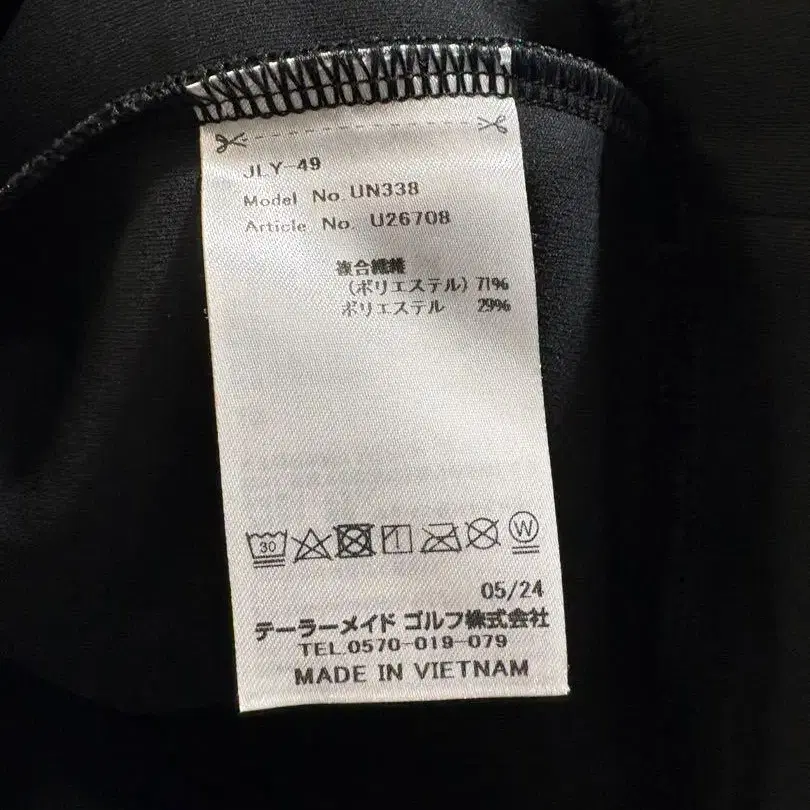 JLY-49
Model No. UN338
Article No. U26708
複合繊維
(ポリエステル) 71%
ポリエステル 29%
30
W
05/24
テーラーメイド ゴルフ株式会社
TEL.0570-019-079
MADE IN VIETNAM